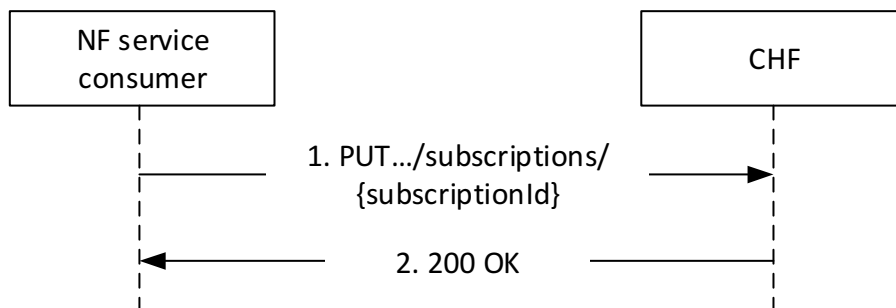 NF service
consumer
CHF
1. PUT.../subscriptions/
{subscriptionId}
2. 200 OK